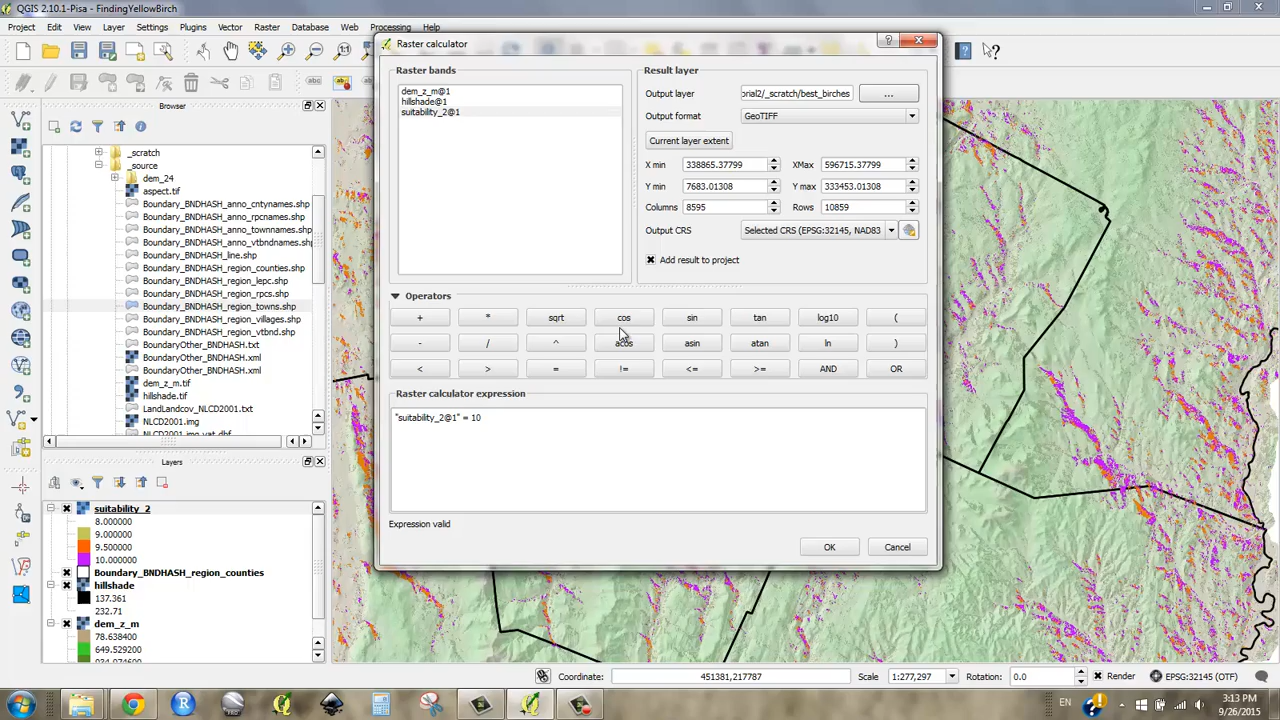 QGIS 2.10.1-Pisa - FindingYellowBirch
Project Edit View Layer Settings Plugins Vector Raster Database Web Processing Help
Raster calculator
Raster bands
dem_z_m@1
hillshade@1
suitability_2@1
Result layer
Output layer orial2/_scratch/best_birches ...
Output format GeoTIFF
Current layer extent
X min 338865.37799 XMax 596715.37799
Y min 7683.01308 Y max 333453.01308
Columns 8595 Rows 10859
Output CRS Selected CRS (EPSG:32145, NAD83
Add result to project
Operators
+ * sqrt cos sin tan log10 (
- / ^ acos asin atan ln )
< > = != <= >= AND OR
Raster calculator expression
"suitability_2@1" = 10
Expression valid
OK Cancel
Browser
_scratch
_source
dem_24
aspect.tif
Boundary_BNDHASH_anno_cntynames.shp
Boundary_BNDHASH_anno_rpcnames.shp
Boundary_BNDHASH_anno_townnames.shp
Boundary_BNDHASH_anno_vtbndnames.shp
Boundary_BNDHASH_line.shp
Boundary_BNDHASH_region_counties.shp
Boundary_BNDHASH_region_lepc.shp
Boundary_BNDHASH_region_rpcs.shp
Boundary_BNDHASH_region_towns.shp
Boundary_BNDHASH_region_villages.shp
Boundary_BNDHASH_region_vtbnd.shp
BoundaryOther_BNDHASH.txt
BoundaryOther_BNDHASH.xml
BoundaryOther_BNDHASH.xml
dem_z_m.tif
hillshade.tif
LandLandcov_NLCD2001.txt
NLCD2001.img
NLCD2001.img.vat.dbf
Layers
suitability_2
8.000000
9.000000
9.500000
10.000000
Boundary_BNDHASH_region_counties
hillshade
137.361
232.71
dem_z_m
78.638400
649.529200
Coordinate: 451381,217787 Scale 1:277,297 Rotation: 0.0 Render EPSG:32145 (OTF)
EN
3:13 PM
9/26/2015